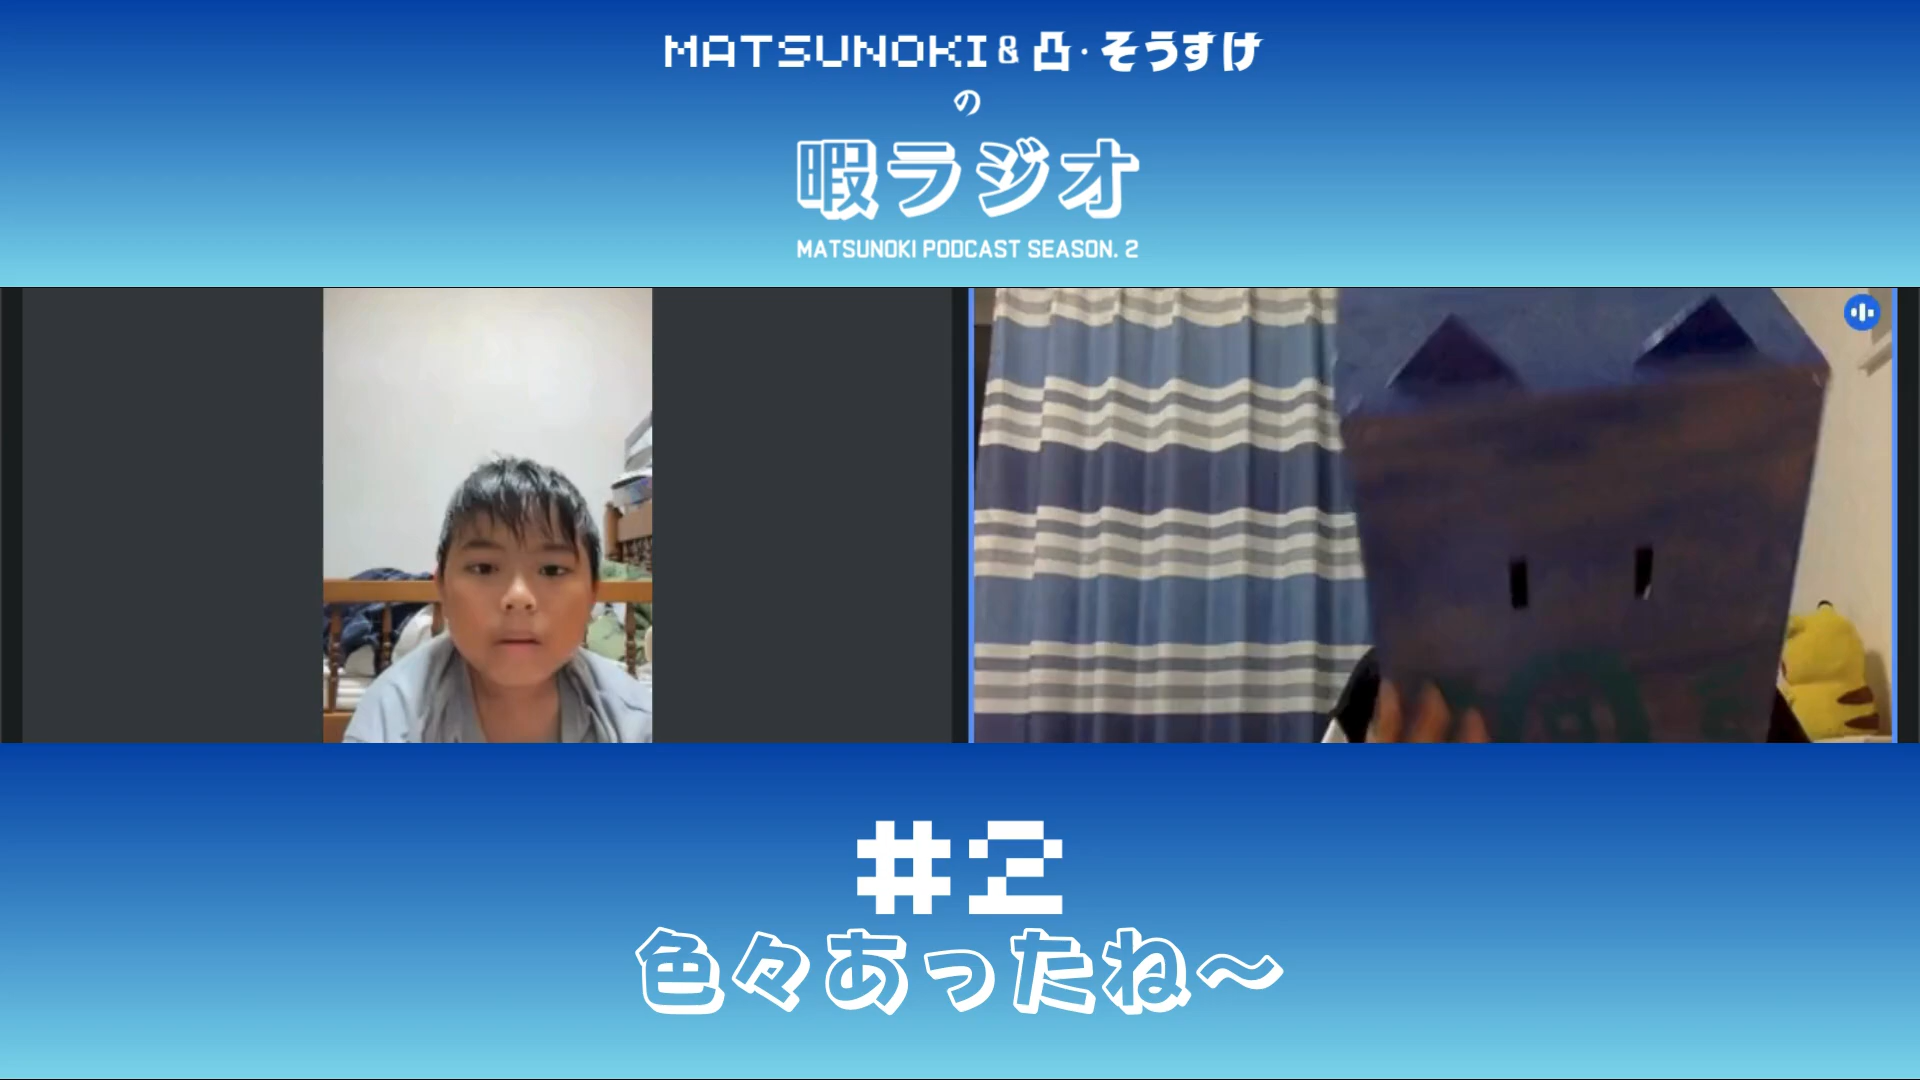 MATSUNOKI & 凸・そうすけ
の
暇ラジオ
MATSUNOKI PODCAST SEASON. 2
#2
色々あったね〜